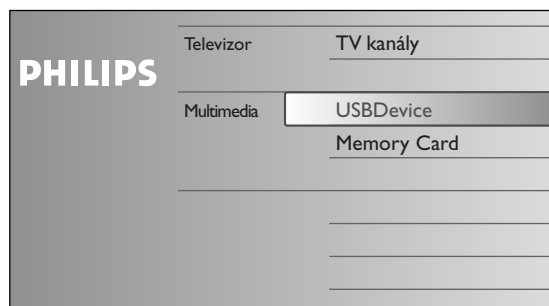 PHILIPS
Televizor TV kanály
Multimedia USBDevice
Memory Card